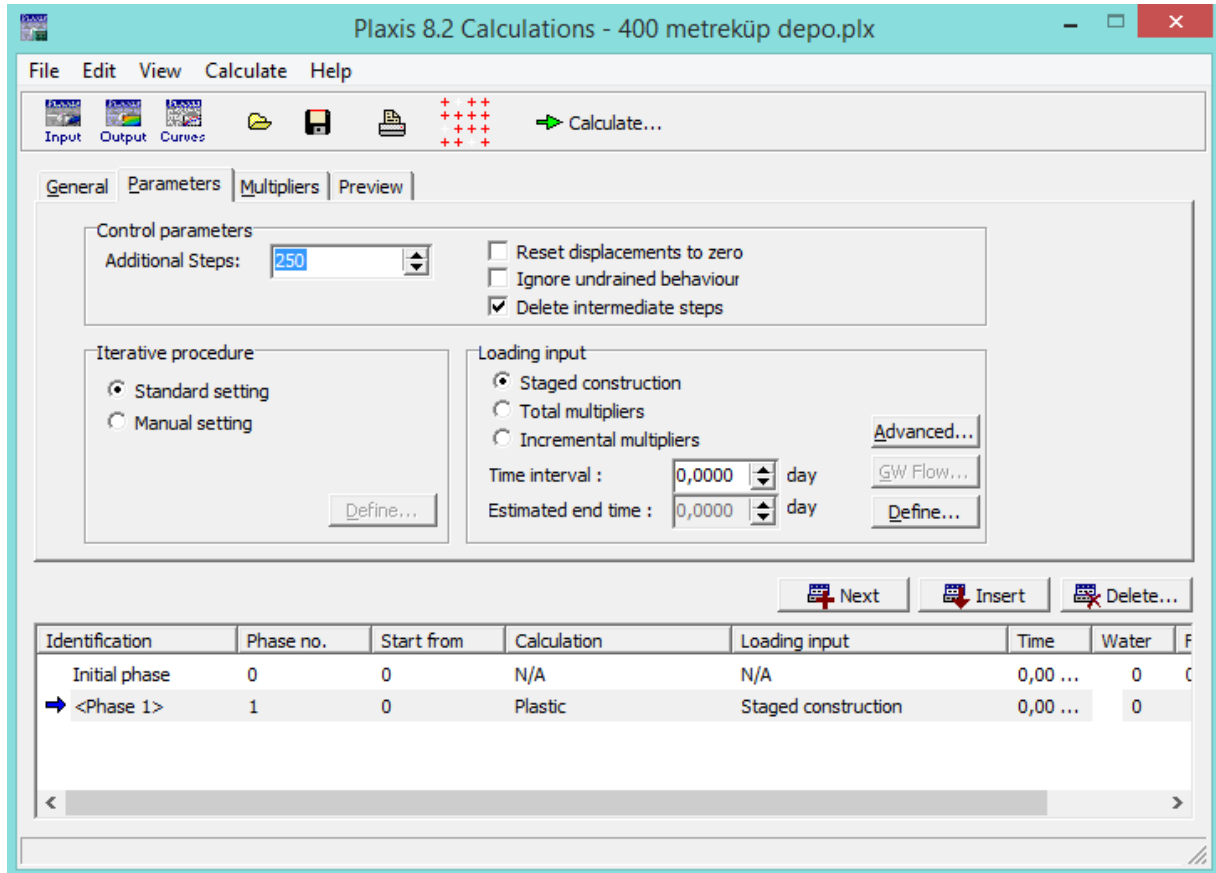 Plaxis 8.2 Calculations - 400 metreküp depo.plx
File Edit View Calculate Help
PLAXIS PLAXIS PLAXIS
Input Output Curves Calculate...
General Parameters Multipliers Preview
Control parameters
Additional Steps: 250
Reset displacements to zero
Ignore undrained behaviour
Delete intermediate steps
Iterative procedure
Standard setting
Manual setting
Define...
Loading input
Staged construction
Total multipliers
Incremental multipliers
Advanced...
Time interval : 0,0000 day GW Flow...
Estimated end time : 0,0000 day Define...
Next Insert Delete...
Identification Phase no. Start from Calculation Loading input Time Water F
Initial phase 0 0 N/A N/A 0,00 ... 0
<Phase 1> 1 0 Plastic Staged construction 0,00 ... 0